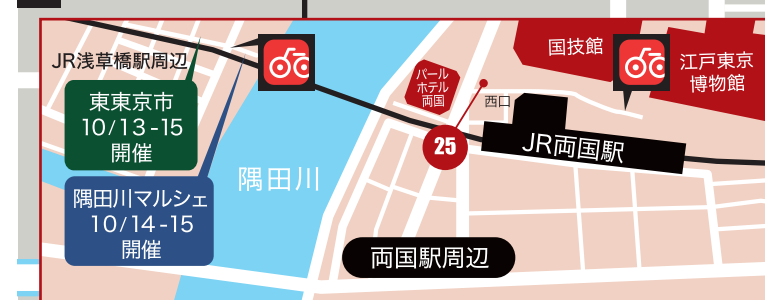 JR浅草橋駅周辺
東東京市
10/13-15
開催
隅田川マルシェ
10/14-15
開催
隅田川
パール
ホテル
両国
西口
25
国技館
江戸東京
博物館
JR両国駅
両国駅周辺